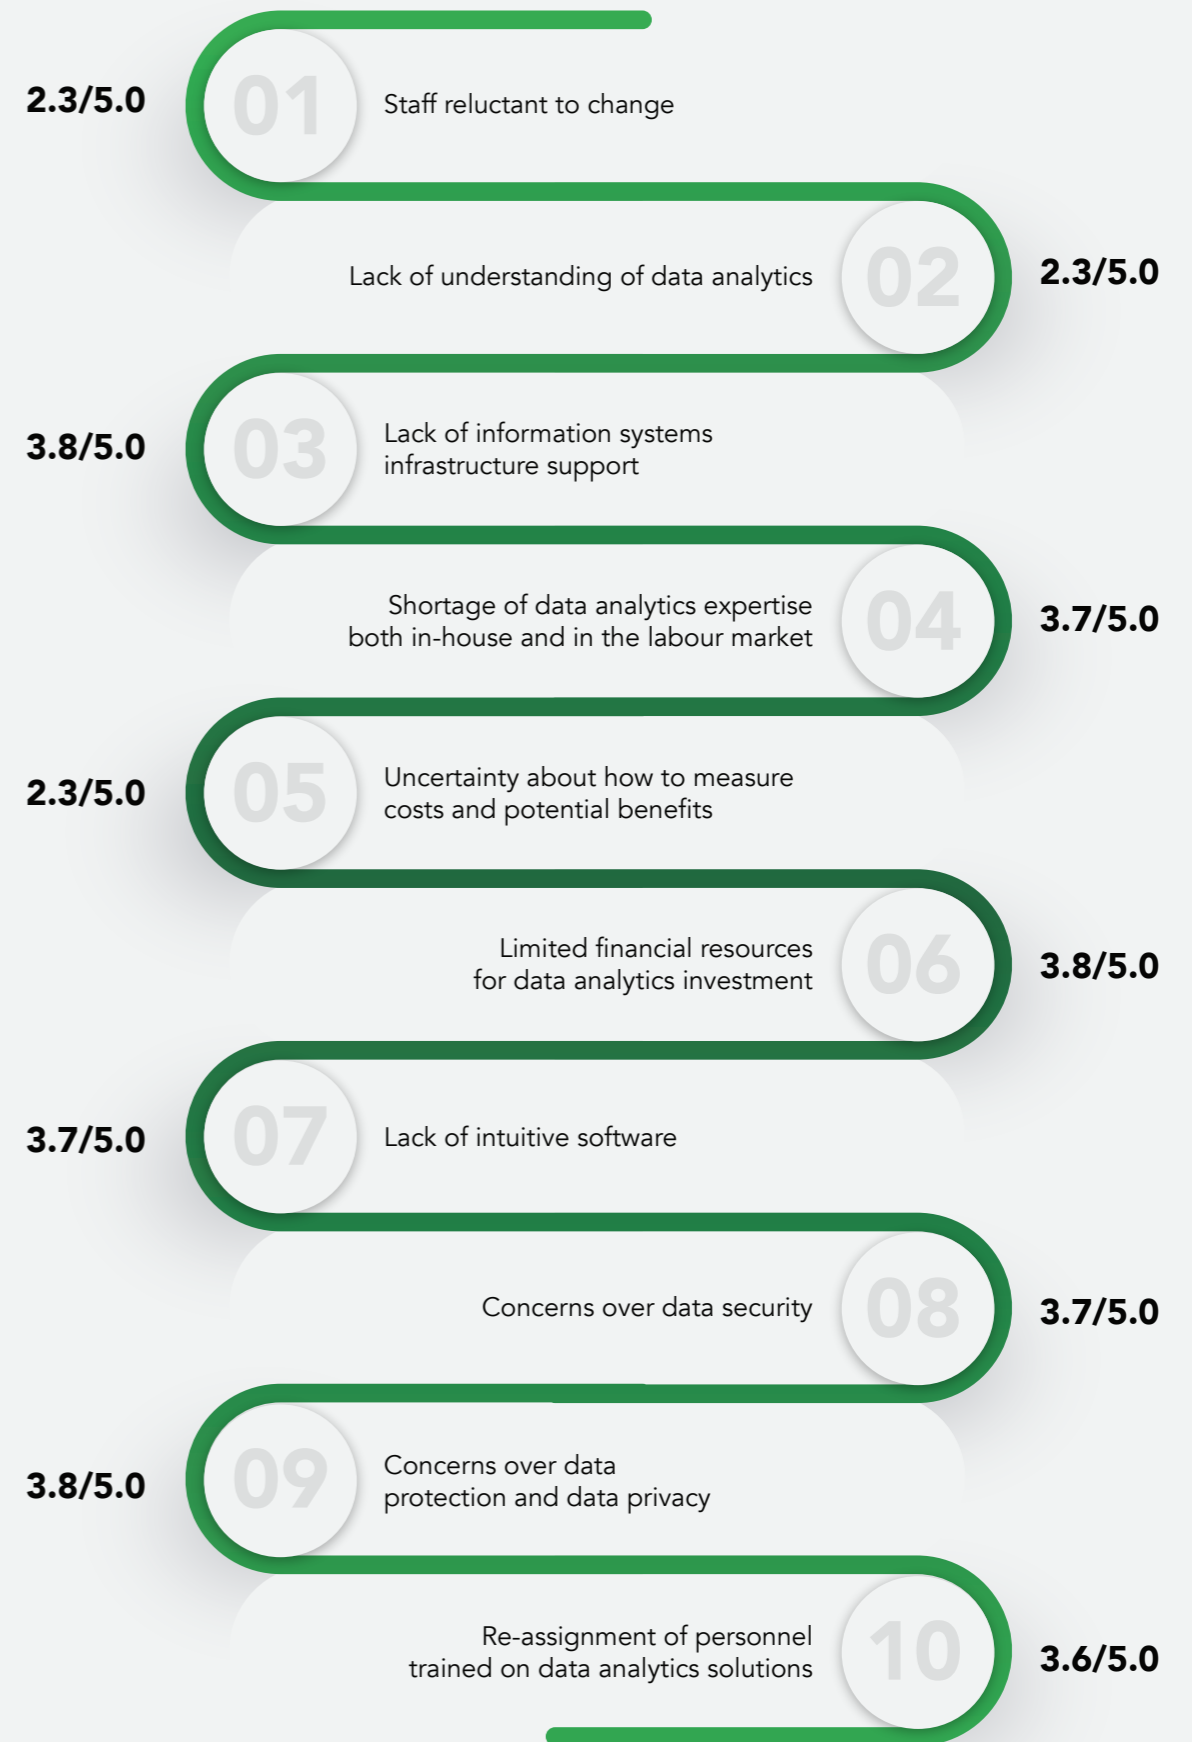 2.3/5.0
01
Staff reluctant to change
Lack of understanding of data analytics
02
2.3/5.0
3.8/5.0
03
Lack of information systems
infrastructure support
Shortage of data analytics expertise
both in-house and in the labour market
04
3.7/5.0
2.3/5.0
05
Uncertainty about how to measure
costs and potential benefits
Limited financial resources
for data analytics investment
06
3.8/5.0
3.7/5.0
07
Lack of intuitive software
Concerns over data security
08
3.7/5.0
3.8/5.0
09
Concerns over data
protection and data privacy
Re-assignment of personnel
trained on data analytics solutions
10
3.6/5.0